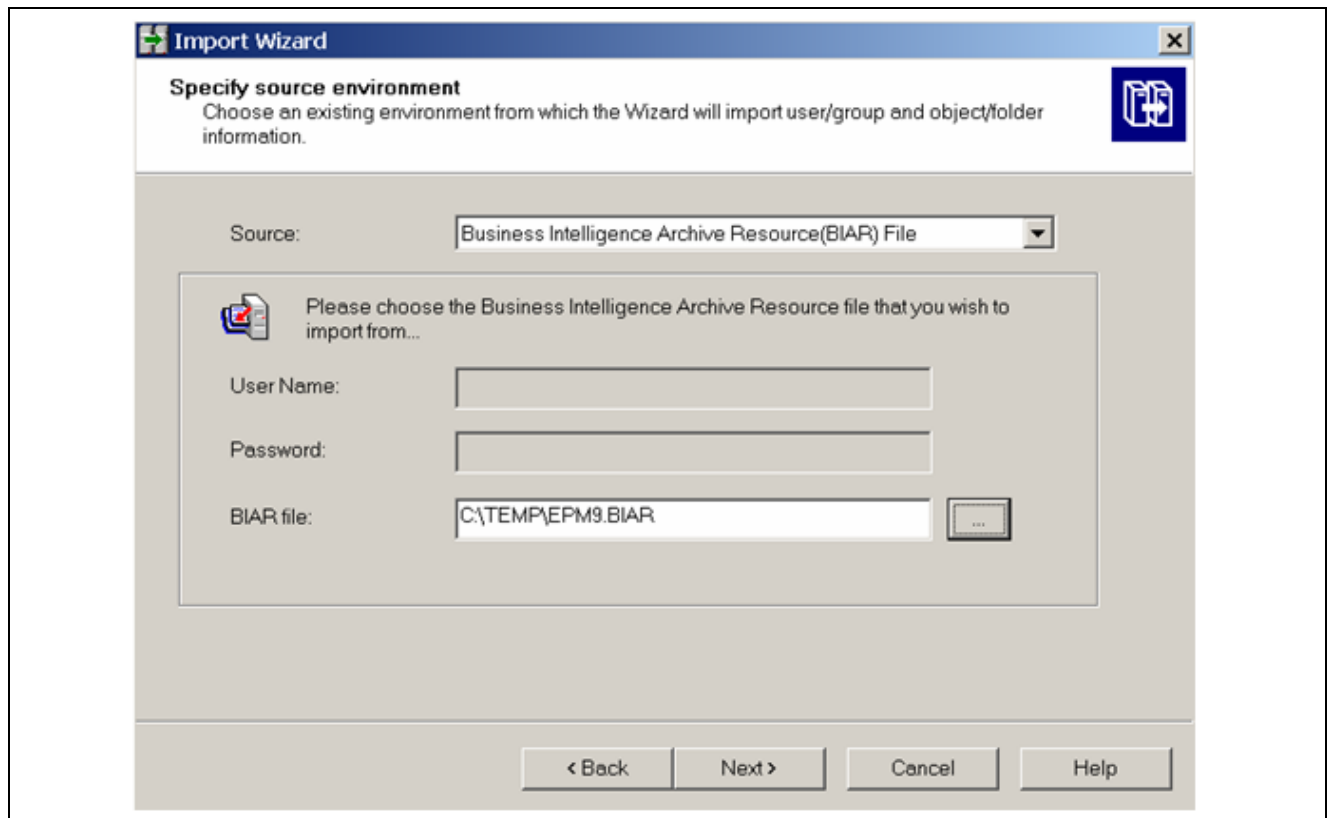 Import Wizard
Specify source environment
Choose an existing environment from which the Wizard will import user/group and object/folder
information.
Source:
Business Intelligence Archive Resource(BIAR) File
Please choose the Business Intelligence Archive Resource file that you wish to
import from...
User Name:
Password:
BIAR file:
C:\TEMP\EPM9.BIAR
...
< Back
Next >
Cancel
Help